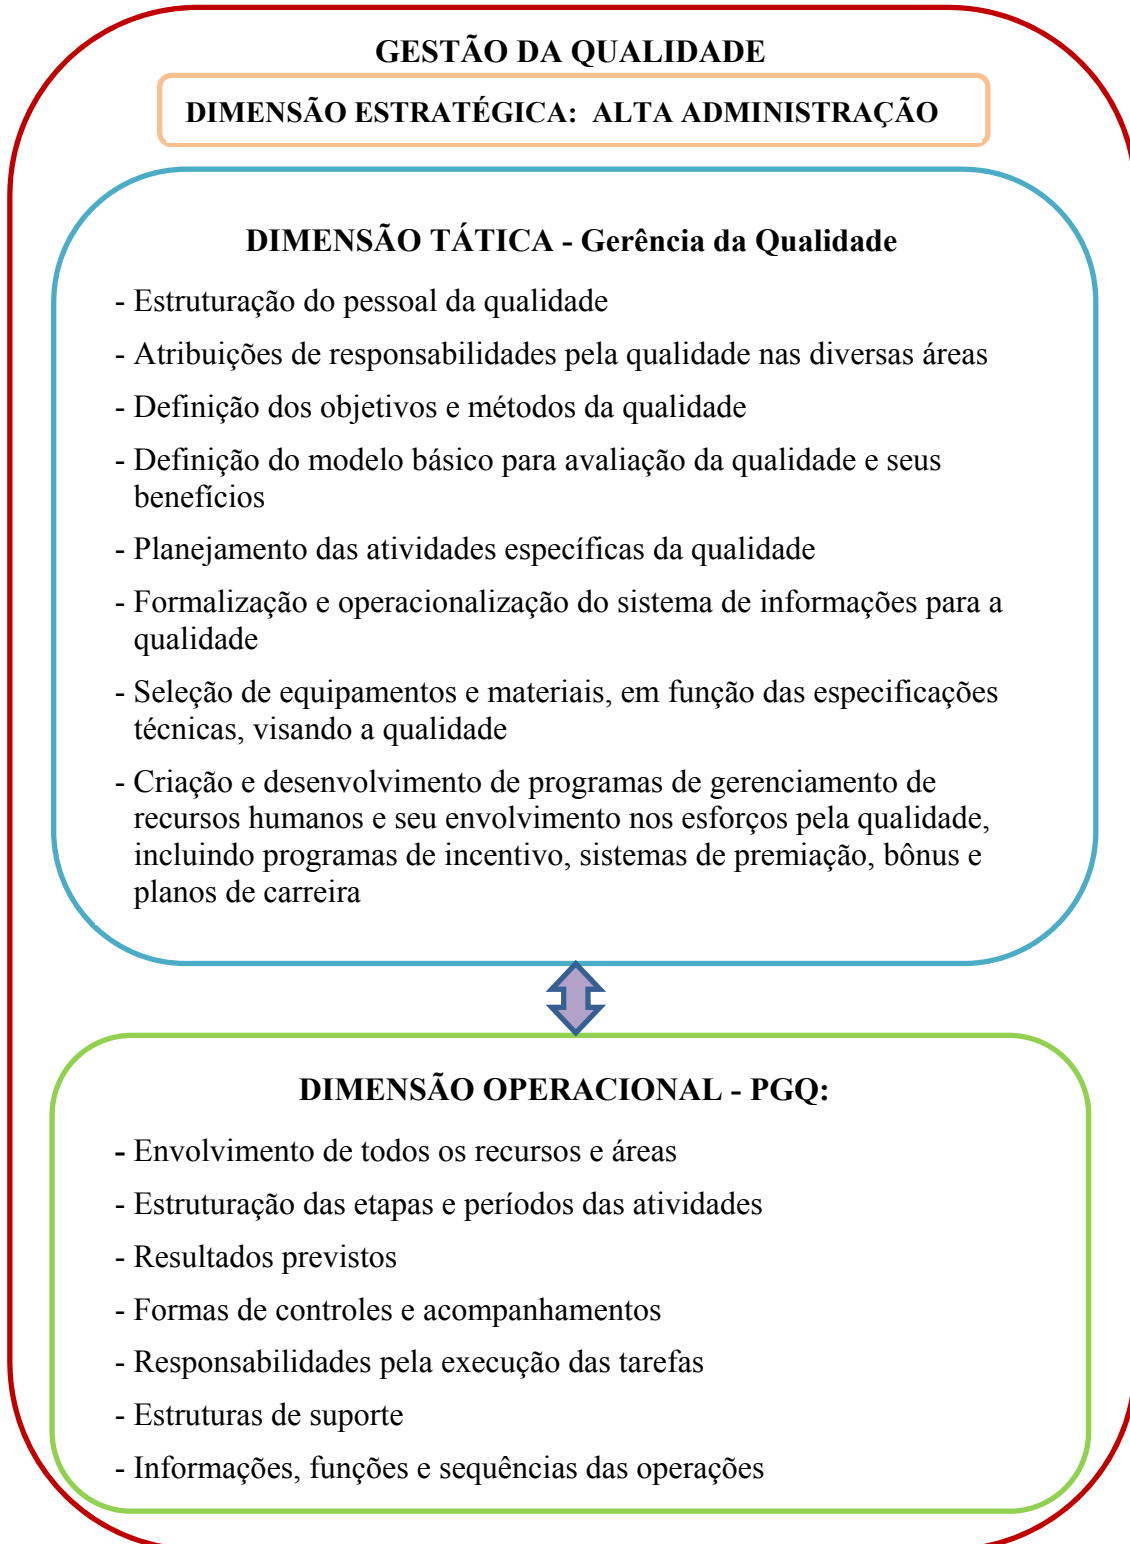 GESTÃO DA QUALIDADE
DIMENSÃO ESTRATÉGICA: ALTA ADMINISTRAÇÃO
DIMENSÃO TÁTICA - Gerência da Qualidade
- Estruturação do pessoal da qualidade
- Atribuições de responsabilidades pela qualidade nas diversas áreas
- Definição dos objetivos e métodos da qualidade
- Definição do modelo básico para avaliação da qualidade e seus
benefícios
- Planejamento das atividades específicas da qualidade
- Formalização e operacionalização do sistema de informações para a
qualidade
- Seleção de equipamentos e materiais, em função das especificações
técnicas, visando a qualidade
- Criação e desenvolvimento de programas de gerenciamento de
recursos humanos e seu envolvimento nos esforços pela qualidade,
incluindo programas de incentivo, sistemas de premiação, bônus e
planos de carreira
DIMENSÃO OPERACIONAL - PGQ:
- Envolvimento de todos os recursos e áreas
- Estruturação das etapas e períodos das atividades
- Resultados previstos
- Formas de controles e acompanhamentos
- Responsabilidades pela execução das tarefas
- Estruturas de suporte
- Informações, funções e sequências das operações